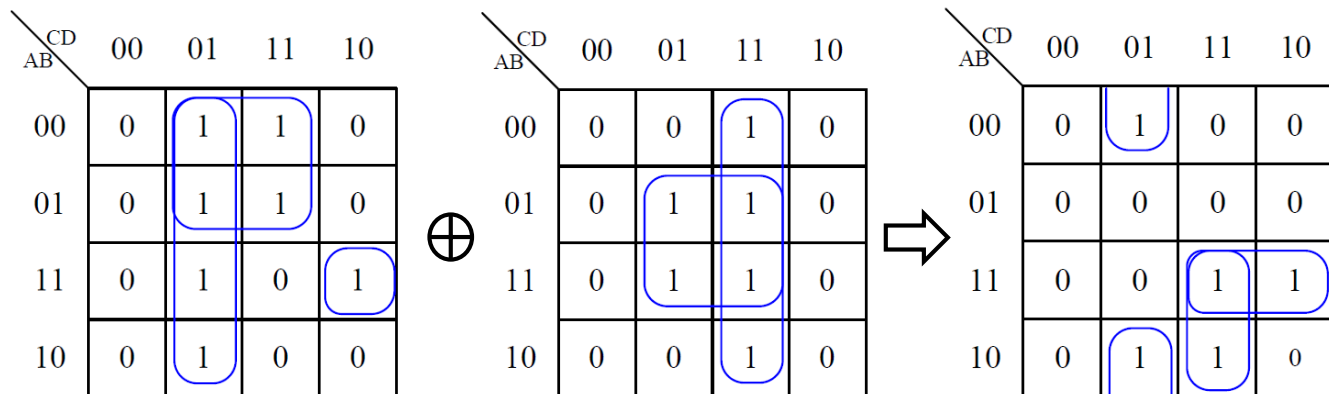 CD CD CD
AB 00 01 11 10 AB 00 01 11 10 AB 00 01 11 10
00 0 1 1 0 00 0 0 1 0 00 0 1 0 0
01 0 1 1 0 01 0 1 1 0 01 0 0 0 0
11 0 1 0 1 11 0 1 1 0 11 0 0 1 1
10 0 1 0 0 10 0 0 1 0 10 0 1 1 0